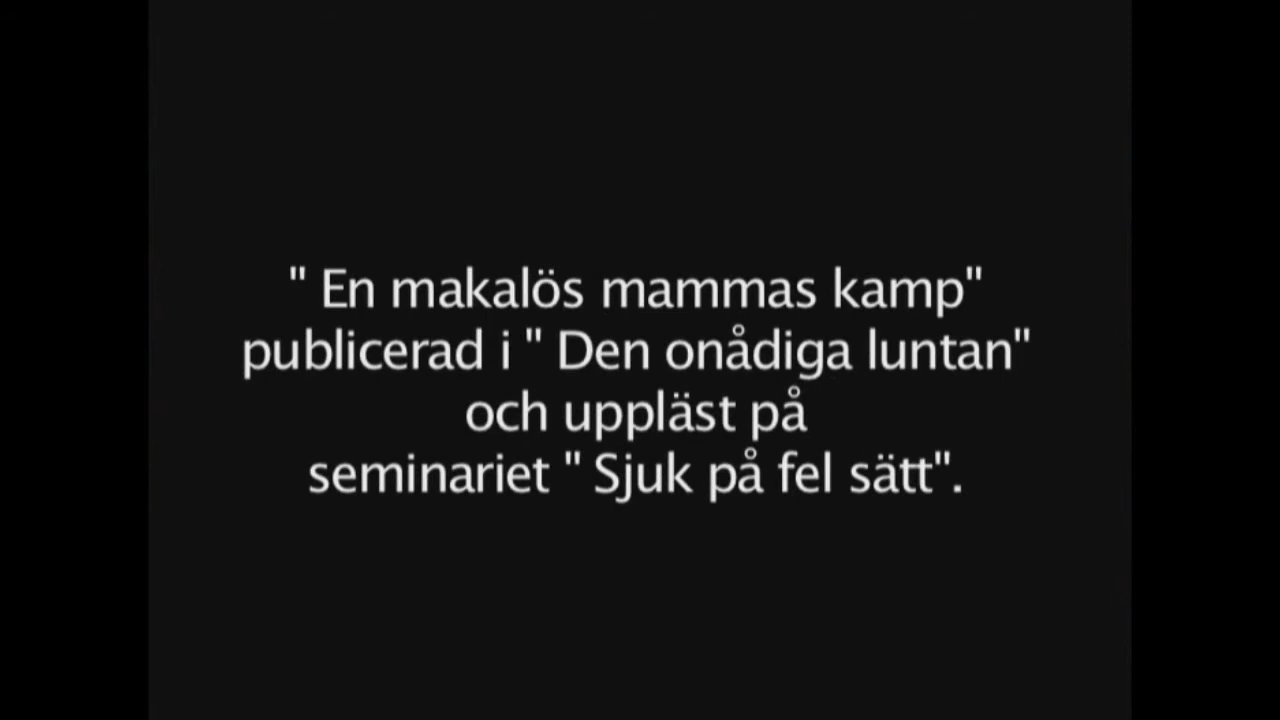 " En makalös mammas kamp"
publicerad i " Den onådiga luntan"
och uppläst på
seminariet " Sjuk på fel sätt".